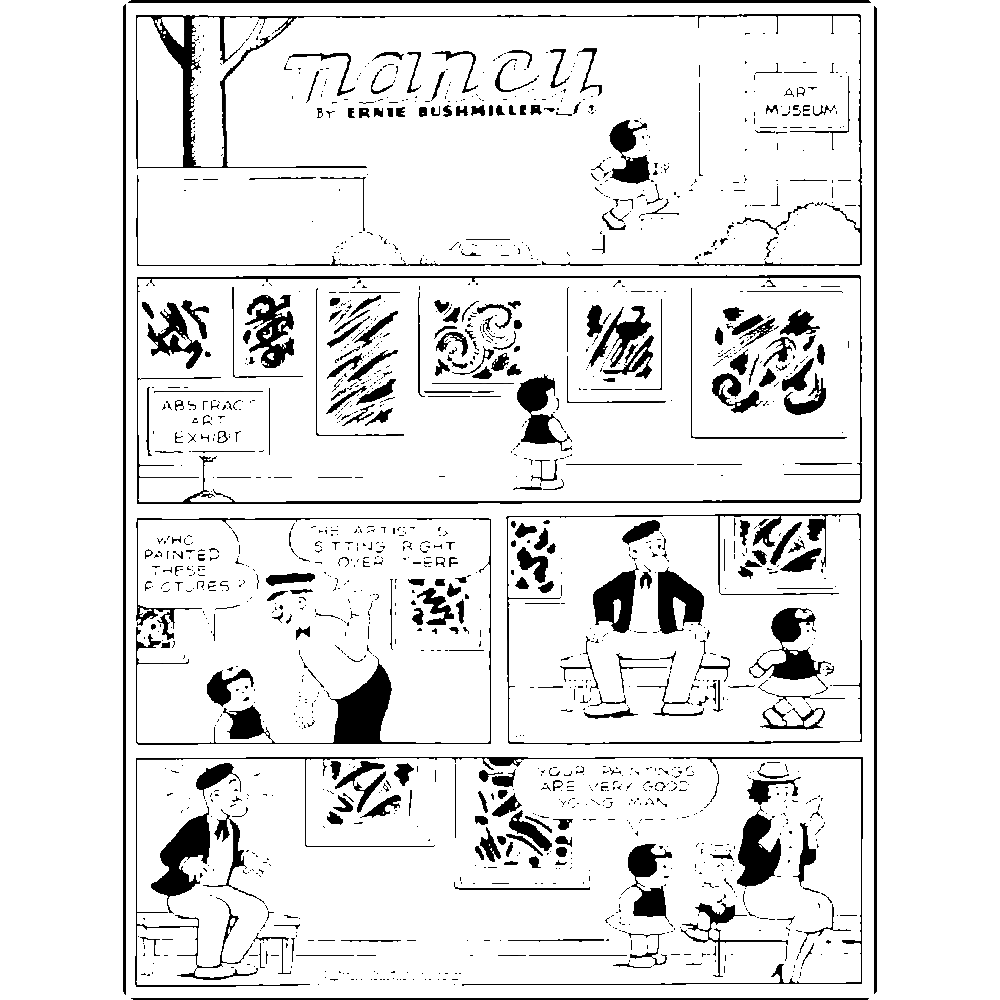 nancy
BY ERNIE BUSHMILLER
ART
MUSEUM
ABSTRACT
ART
EXHIBIT
WHO
PAINTED
THESE
PICTURES?
THE ARTIST IS
SITTING RIGHT
OVER THERE
YOUR PAINTINGS
ARE VERY GOOD
YOUNG MAN